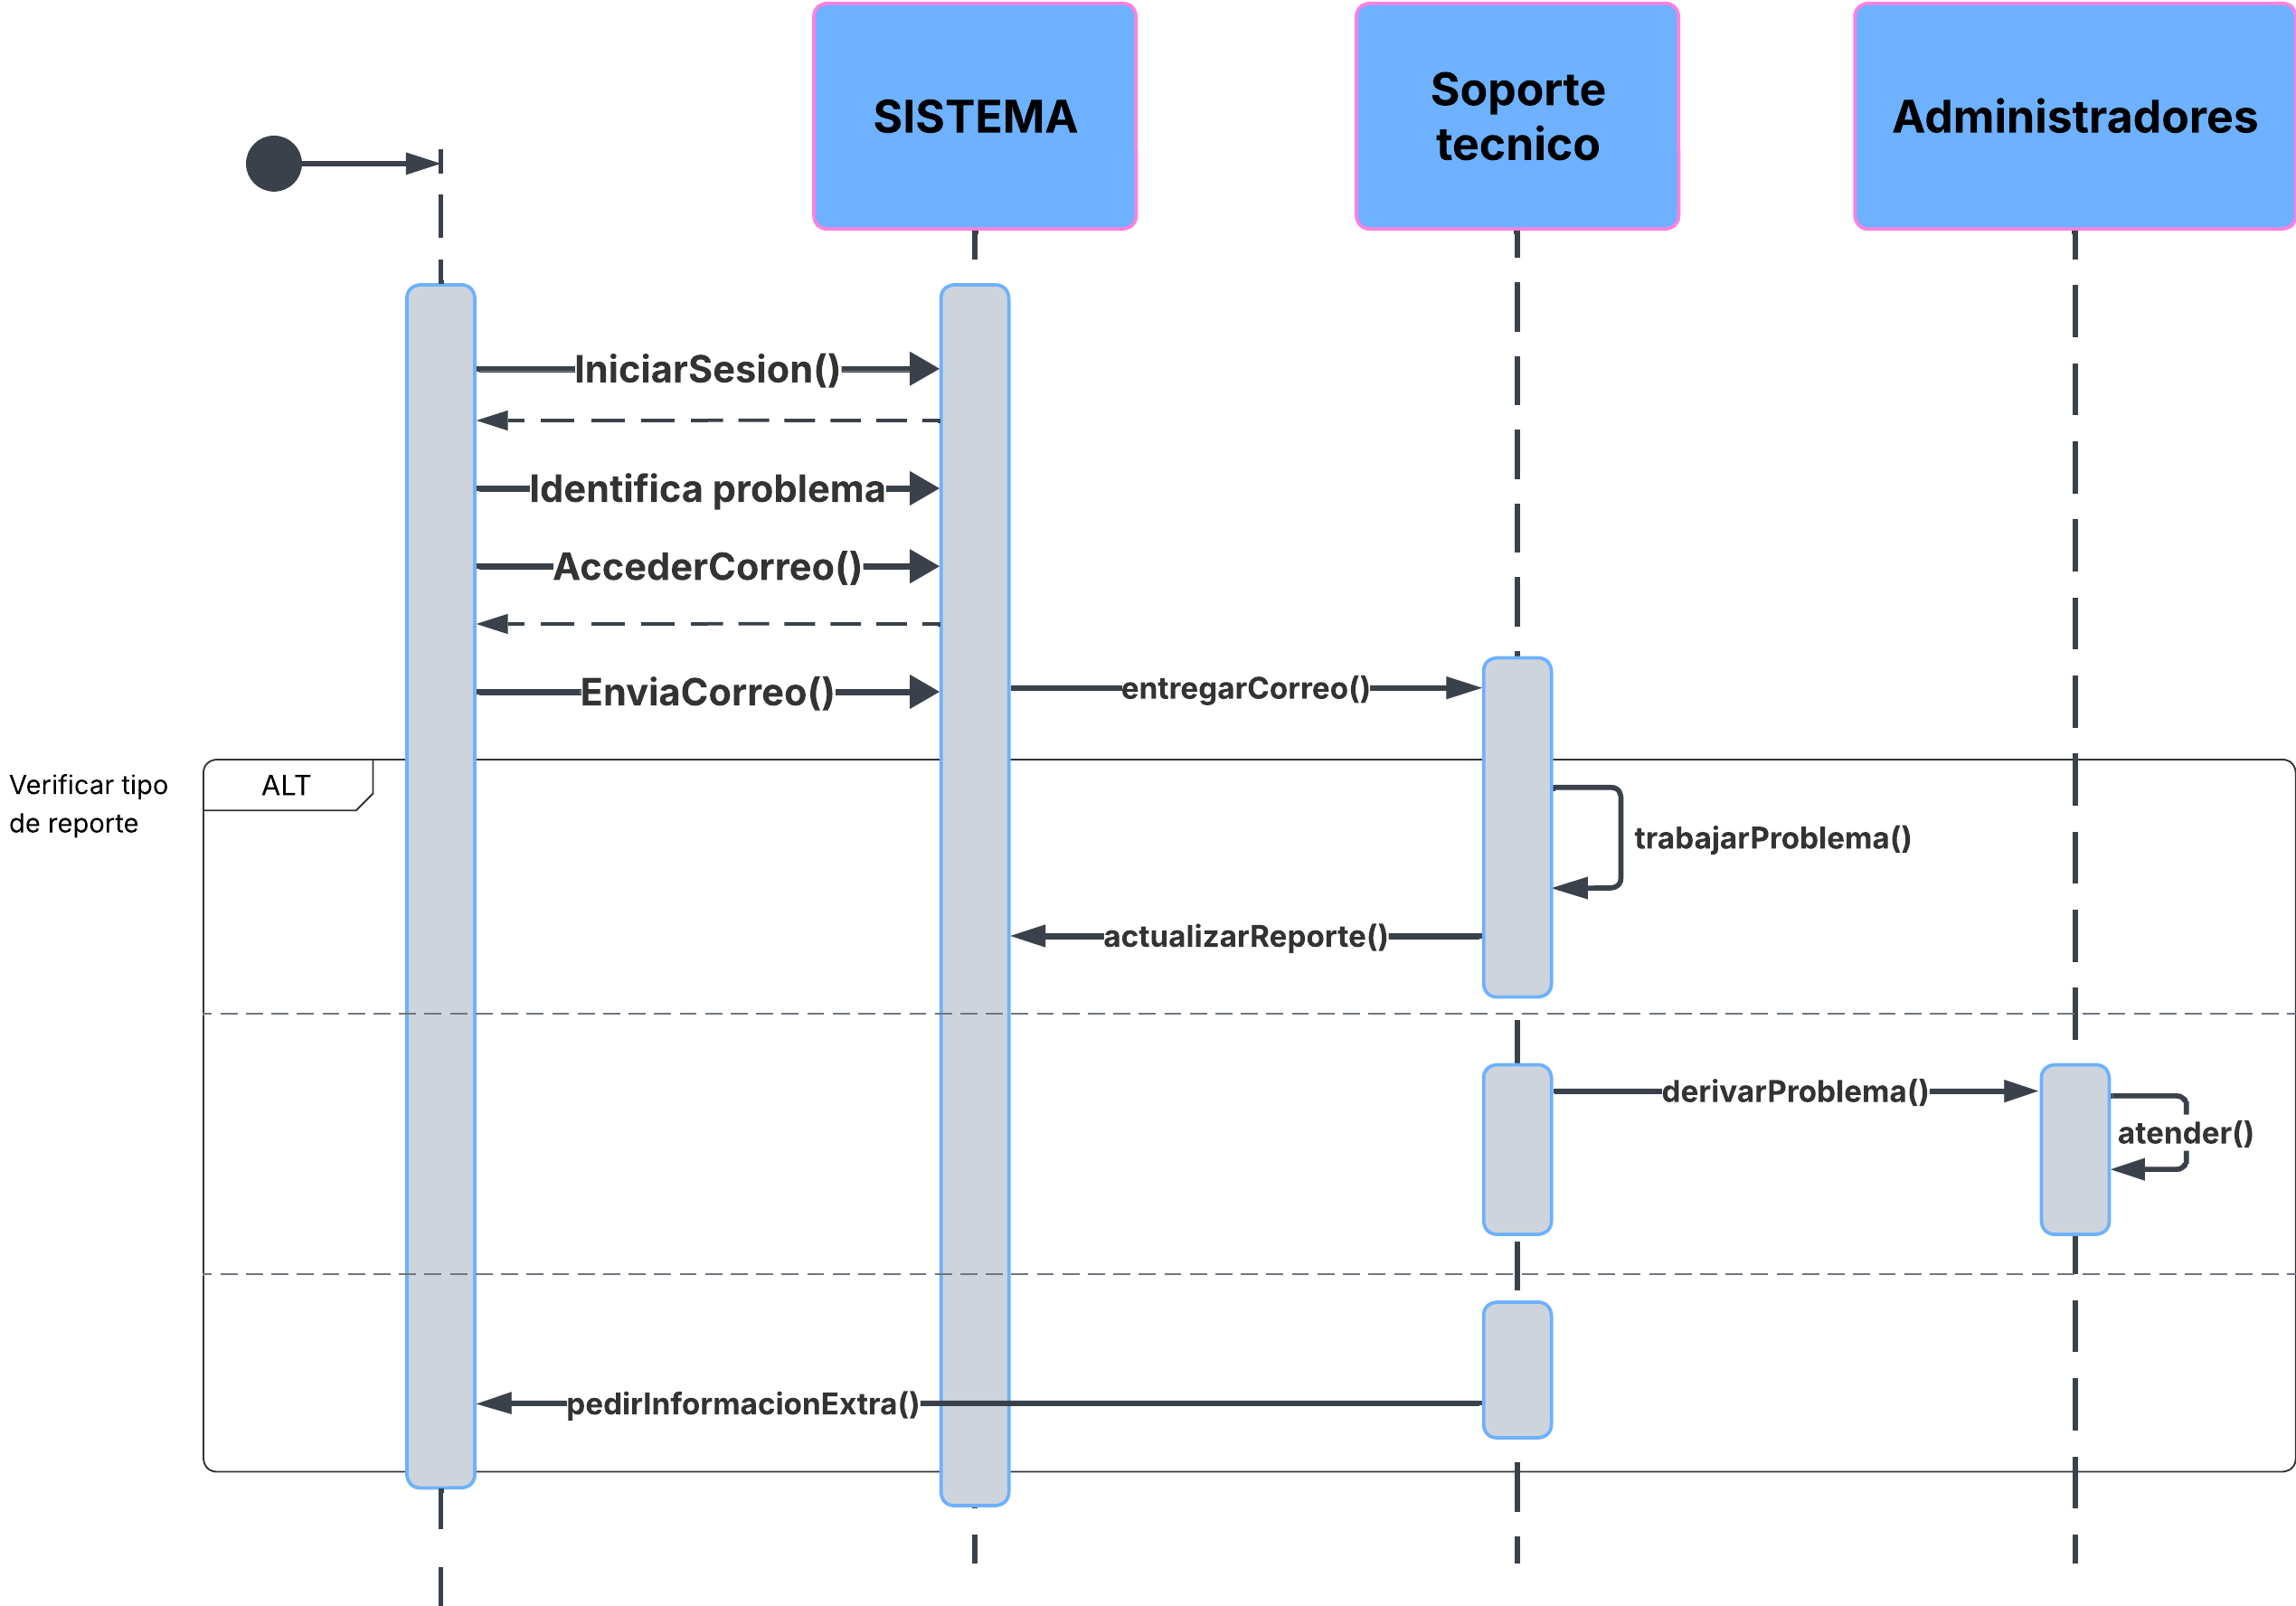 SISTEMA
Soporte
tecnico
Administradores
IniciarSesion()
Identifica problema
AccederCorreo()
EnviaCorreo()
entregarCorreo()
Verificar tipo
de reporte
ALT
trabajarProblema()
actualizarReporte()
derivarProblema()
atender()
pedirInformacionExtra()